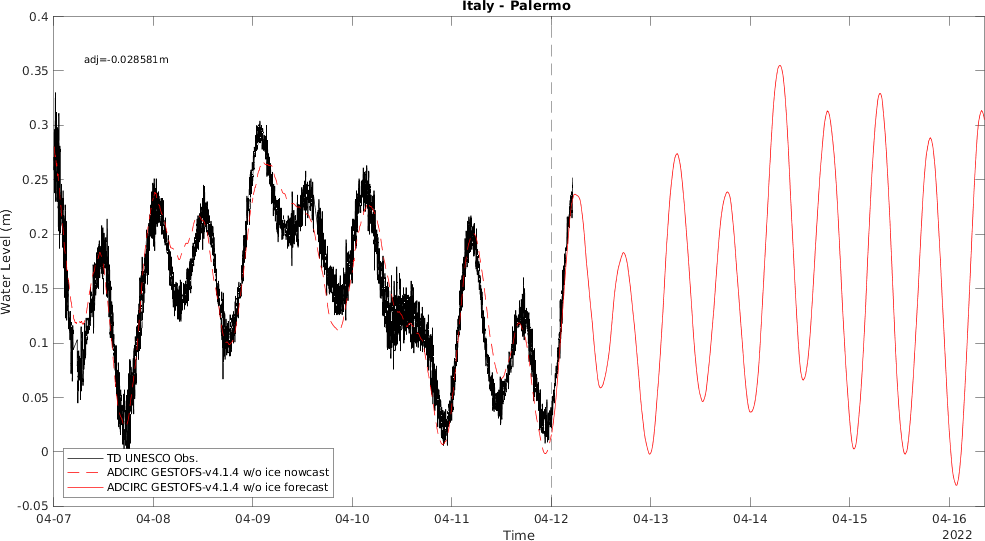 Italy - Palermo
adj=-0.028581m
0.4
0.35
0.3
0.25
0.2
0.15
0.1
0.05
0
-0.05
Water Level (m)
TD UNESCO Obs.
ADCIRC GESTOFS-v4.1.4 w/o ice nowcast
ADCIRC GESTOFS-v4.1.4 w/o ice forecast
04-07 04-08 04-09 04-10 04-11 04-12 04-13 04-14 04-15 04-16
Time
2022